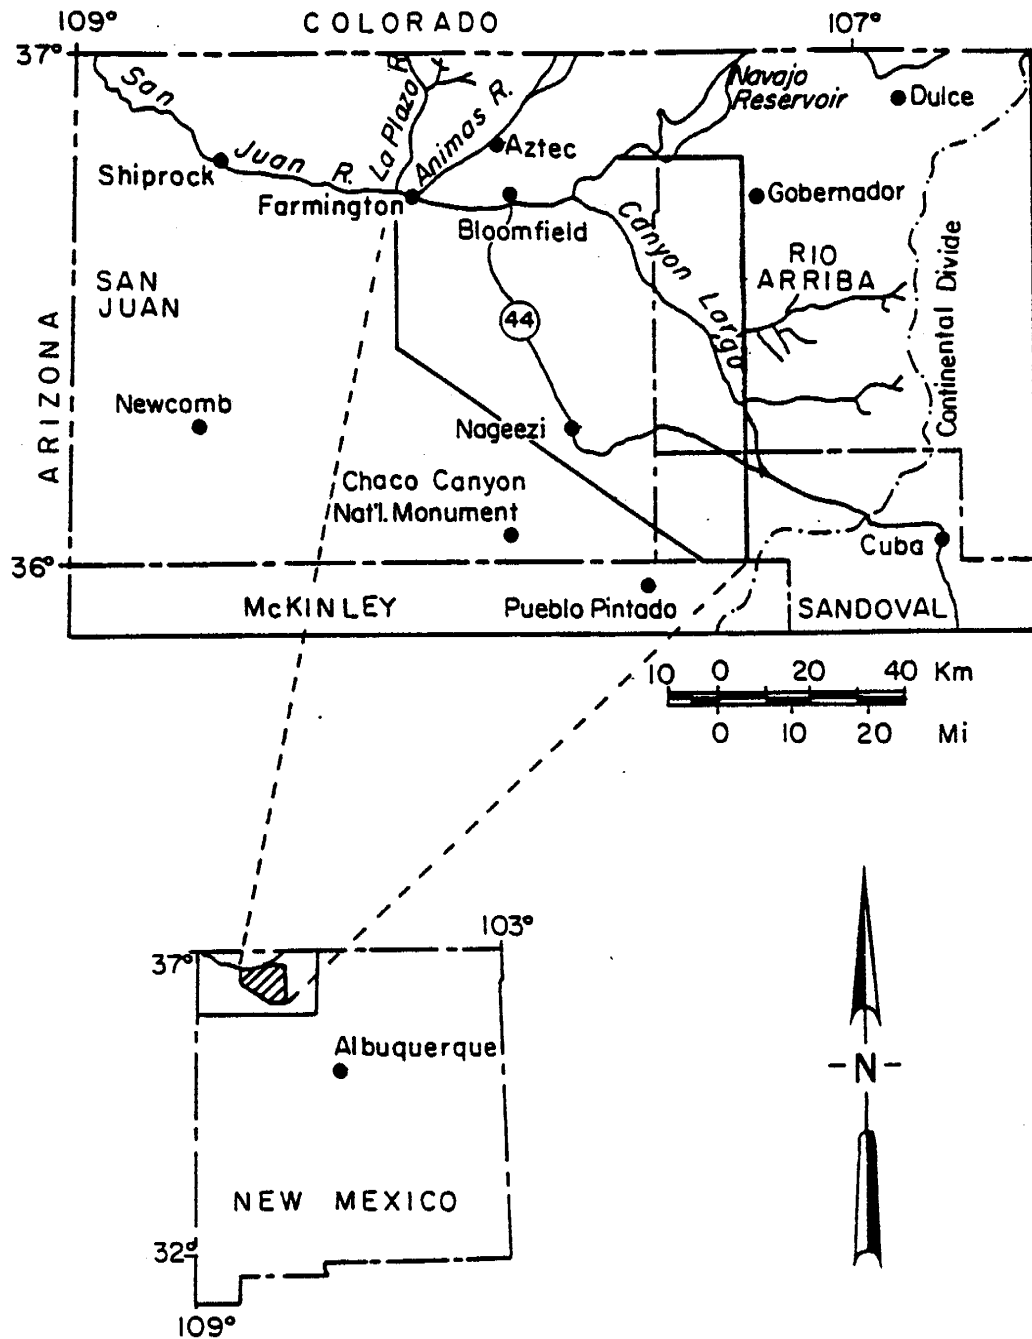 109°
COLORADO
107°
37°
San
Juan R.
La Plaza R.
Animas R.
Navajo
Reservoir
Dulce
Aztec
Shiprock
Farmington
Gobernador
Bloomfield
Canyon Largo
RIO
ARRIBA
SAN
JUAN
44
Continental Divide
ARIZONA
Newcomb
Nageezi
Chaco Canyon
Nat'l. Monument
Cuba
36°
McKINLEY
Pueblo Pintado
SANDOVAL
10 0 20 40 Km
0 10 20 Mi
103°
37°
Albuquerque
N
NEW MEXICO
32°
109°